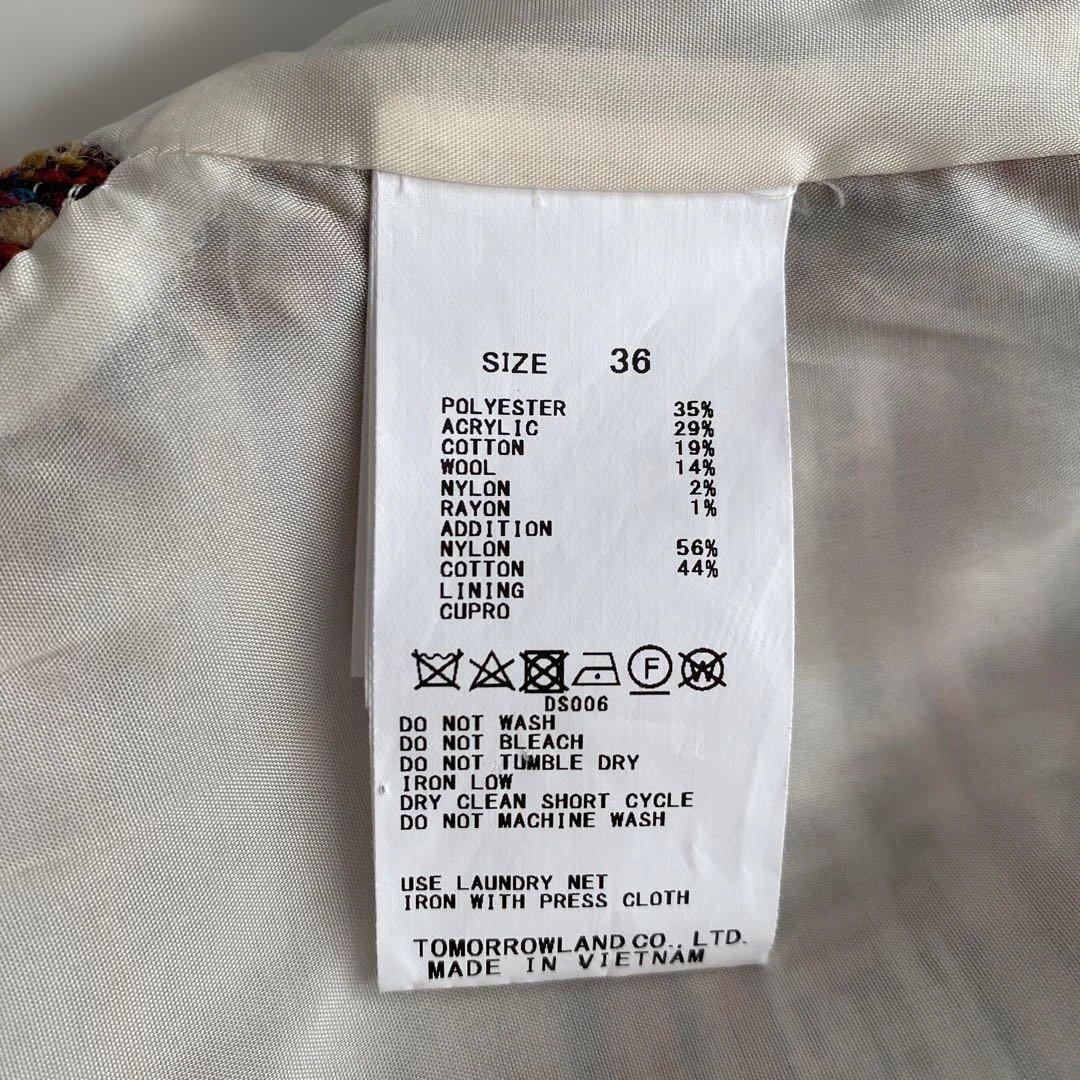 SIZE 36
POLYESTER 35%
ACRYLIC 29%
COTTON 19%
WOOL 14%
NYLON 2%
RAYON 1%
ADDITION
NYLON 56%
COTTON 44%
LINING
CUPRO
F W
DS006
DO NOT WASH
DO NOT BLEACH
DO NOT TUMBLE DRY
IRON LOW
DRY CLEAN SHORT CYCLE
DO NOT MACHINE WASH
USE LAUNDRY NET
IRON WITH PRESS CLOTH
TOMORROWLAND CO., LTD.
MADE IN VIETNAM